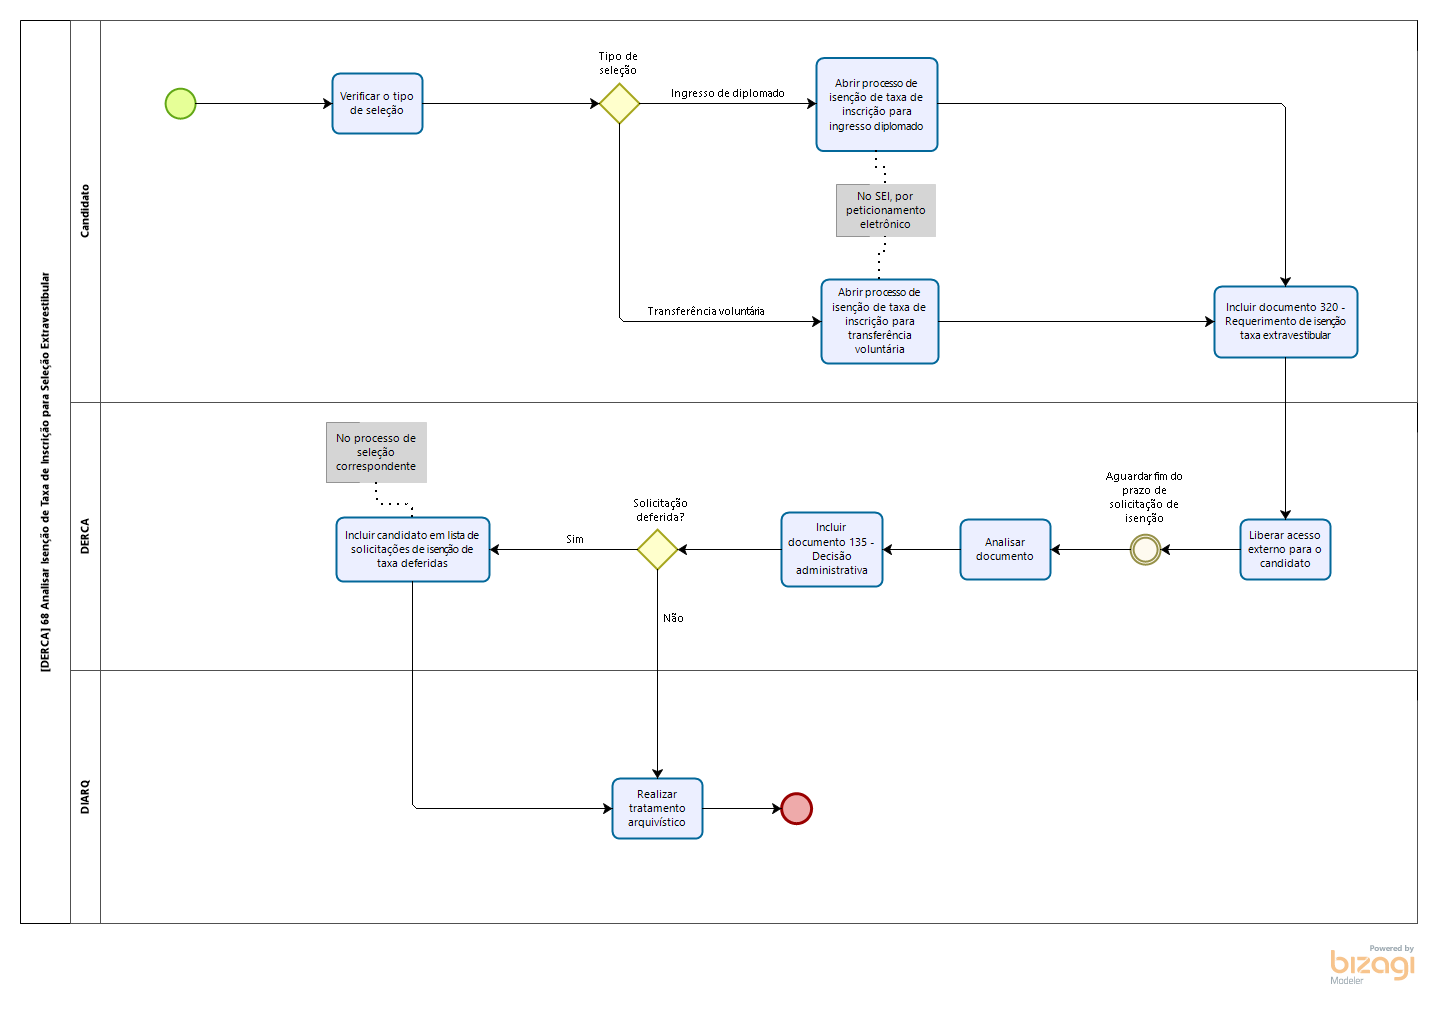 [DERCA] 68 Analisar Isenção de Taxa de Inscrição para Seleção Extravestibular
Candidato
Verificar o tipo
de seleção
Tipo de
seleção
Ingresso de diplomado
Abrir processo de
isenção de taxa de
inscrição para
ingresso diplomado
No SEI, por
peticionamento
eletrônico
Transferência voluntária
Abrir processo de
isenção de taxa de
inscrição para
transferência
voluntária
Incluir documento 320 -
Requerimento de isenção
taxa extravestibular
DERCA
No processo de
seleção
correspondente
Incluir candidato em lista de
solicitações de isenção de
taxa deferidas
Sim
Solicitação
deferida?
Não
Incluir
documento 135 -
Decisão
administrativa
Analisar
documento
Aguardar fim do
prazo de
solicitação de
isenção
Liberar acesso
externo para o
candidato
DIARQ
Realizar
tratamento
arquivístico
Powered by
bizagi
Modeler